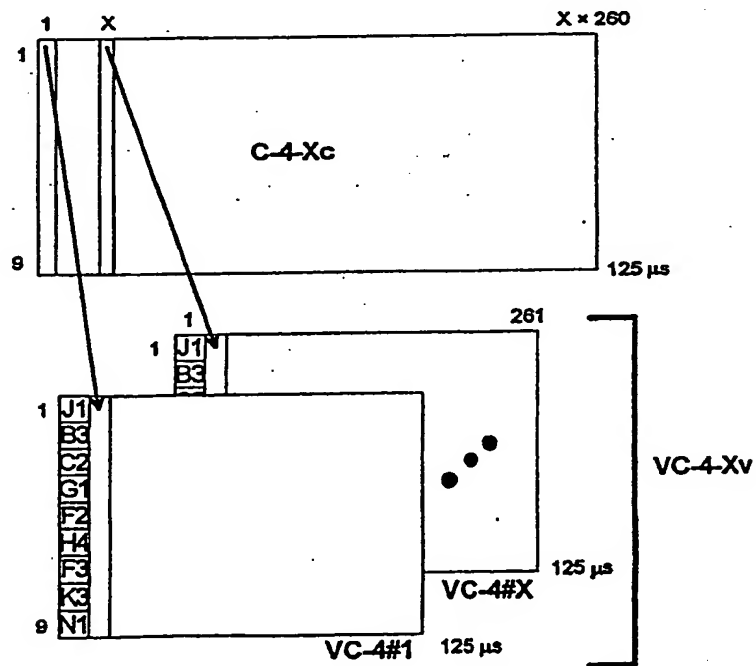 1 X X × 260
1
C-4-Xc
9
125 µs
1 261
1 J1
B3
1 J1
B3
C2
G1
F2
H4
F3
K3
9 N1
VC-4-Xv
125 µs
VC-4#X
VC-4#1 125 µs